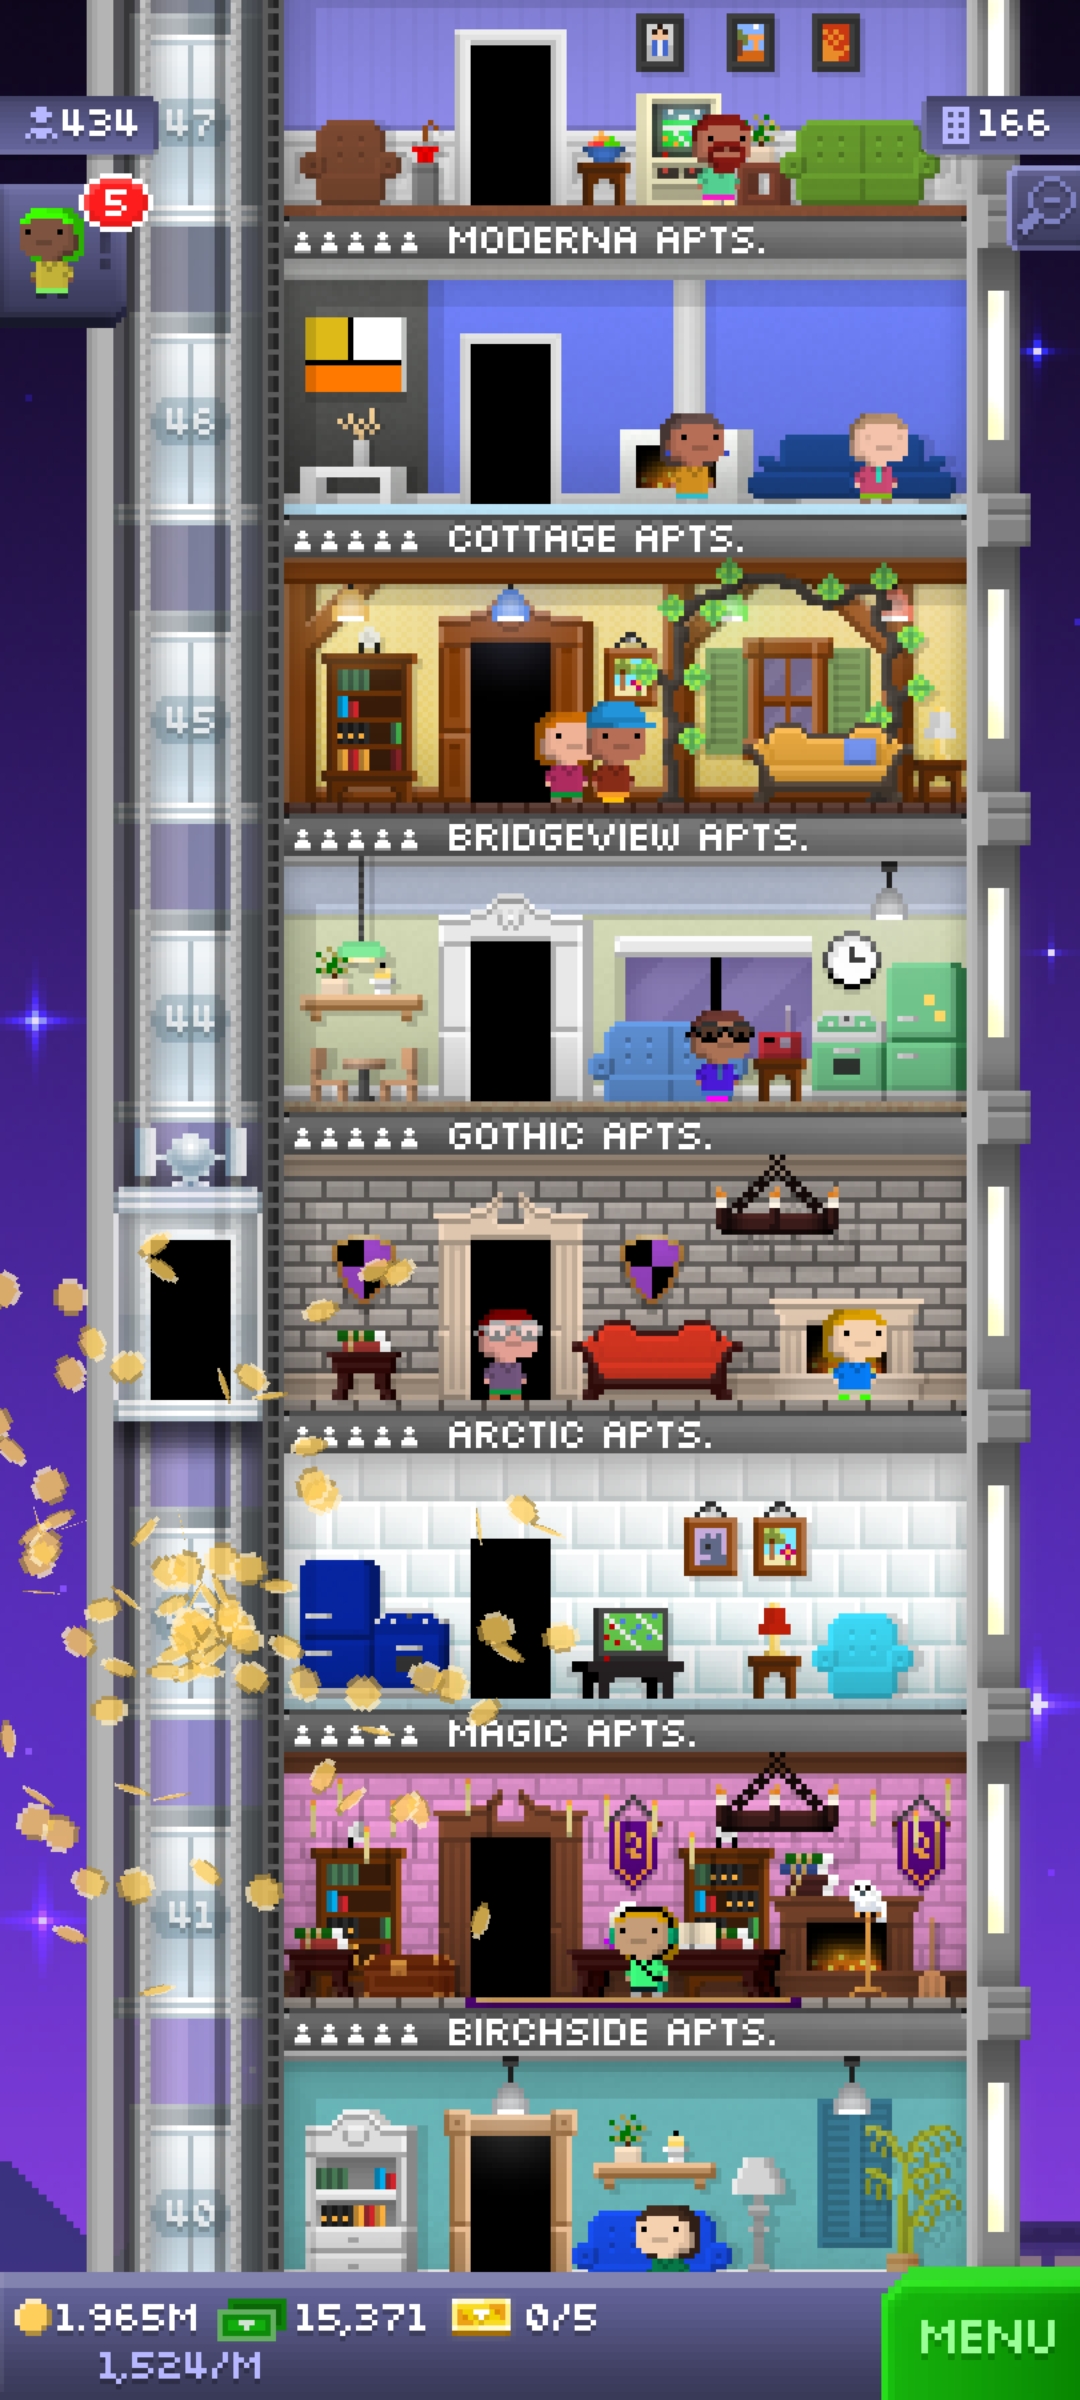 434
47
166
5
MODERNA APTS.
46
COTTAGE APTS.
45
BRIDGEVIEW APTS.
44
GOTHIC APTS.
ARCTIC APTS.
MAGIC APTS.
41
BIRCHSIDE APTS.
40
1.965M 15,371 0/5
1,524/M
MENU